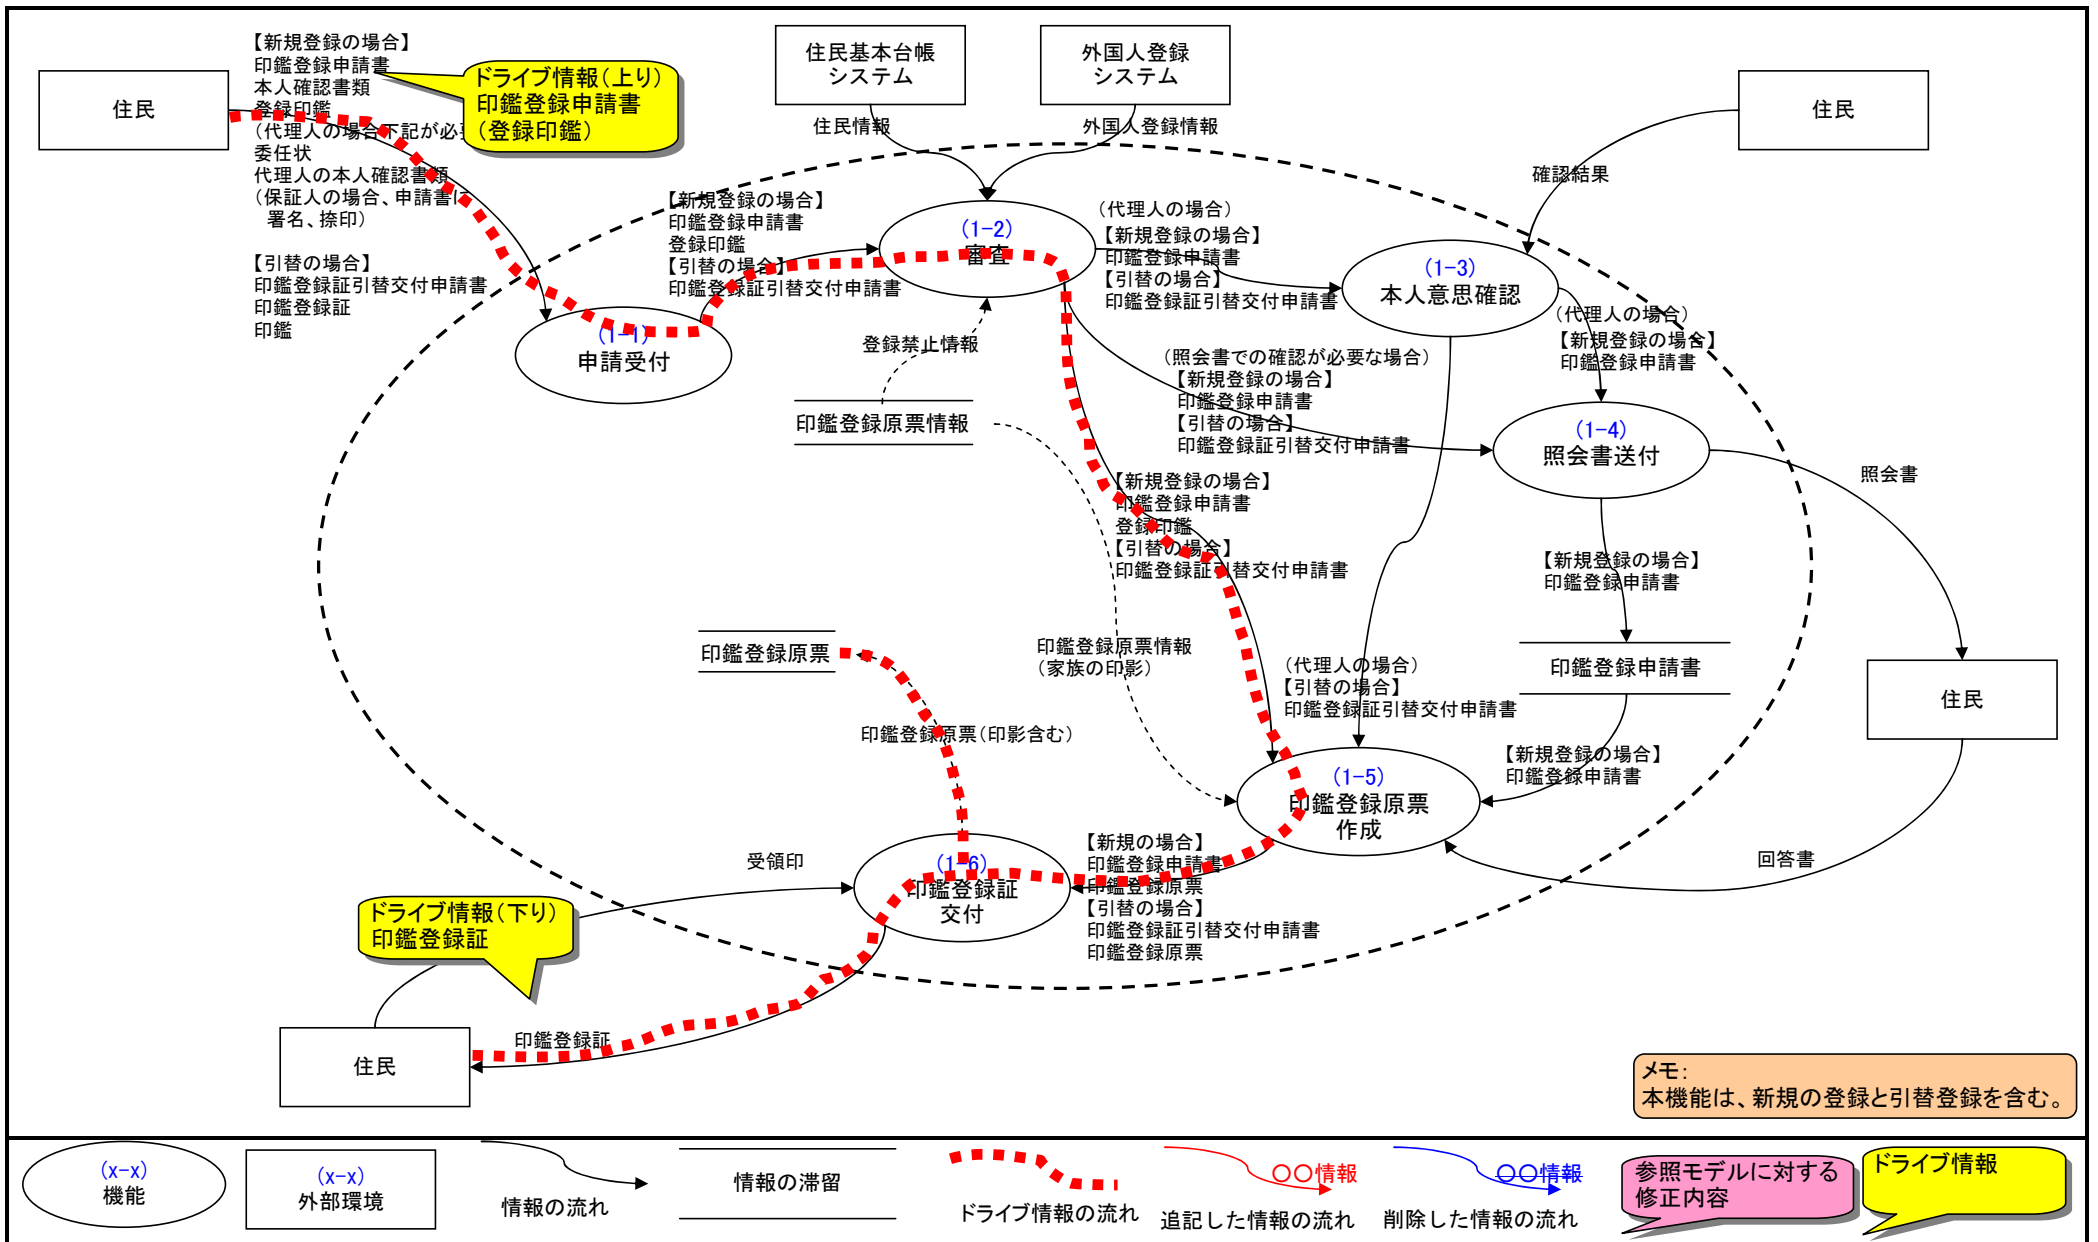 【新規登録の場合】
印鑑登録申請書
本人確認書類
登録印鑑
(代理人の場合下記が必
委任状
代理人の本人確認書類
(保証人の場合、申請書に
署名、捺印)
【引替の場合】
印鑑登録証引替交付申請書
印鑑登録証
印鑑
住民
ドライブ情報(上り)
印鑑登録申請書
(登録印鑑)
住民基本台帳
システム
外国人登録
システム
住民
住民情報
外国人登録情報
確認結果
【新規登録の場合】
印鑑登録申請書
登録印鑑
【引替の場合】
印鑑登録証引替交付申請書
(1-2)
審査
(代理人の場合)
【新規登録の場合】
印鑑登録申請書
【引替の場合】
印鑑登録証引替交付申請書
(1-3)
本人意思確認
(1-1)
申請受付
登録禁止情報
(代理人の場合)
【新規登録の場合】
印鑑登録申請書
(照会書での確認が必要な場合)
【新規登録の場合】
印鑑登録申請書
【引替の場合】
印鑑登録証引替交付申請書
印鑑登録原票情報
(1-4)
照会書送付
照会書
【新規登録の場合】
印鑑登録申請書
登録印鑑
【引替の場合】
印鑑登録証引替交付申請書
【新規登録の場合】
印鑑登録申請書
印鑑登録原票
印鑑登録原票情報
(家族の印影)
(代理人の場合)
【引替の場合】
印鑑登録証引替交付申請書
印鑑登録申請書
住民
印鑑登録原票(印影含む)
【新規登録の場合】
印鑑登録申請書
(1-5)
印鑑登録原票
作成
受領印
(1-6)
印鑑登録証
交付
【新規の場合】
印鑑登録申請書
印鑑登録原票
【引替の場合】
印鑑登録証引替交付申請書
印鑑登録原票
回答書
ドライブ情報(下り)
印鑑登録証
印鑑登録証
住民
メモ:
本機能は、新規の登録と引替登録を含む。
(x-x)
機能
(x-x)
外部環境
情報の流れ
情報の滞留
ドライブ情報の流れ
〇〇情報
追記した情報の流れ
〇〇情報
削除した情報の流れ
参照モデルに対する
修正内容
ドライブ情報